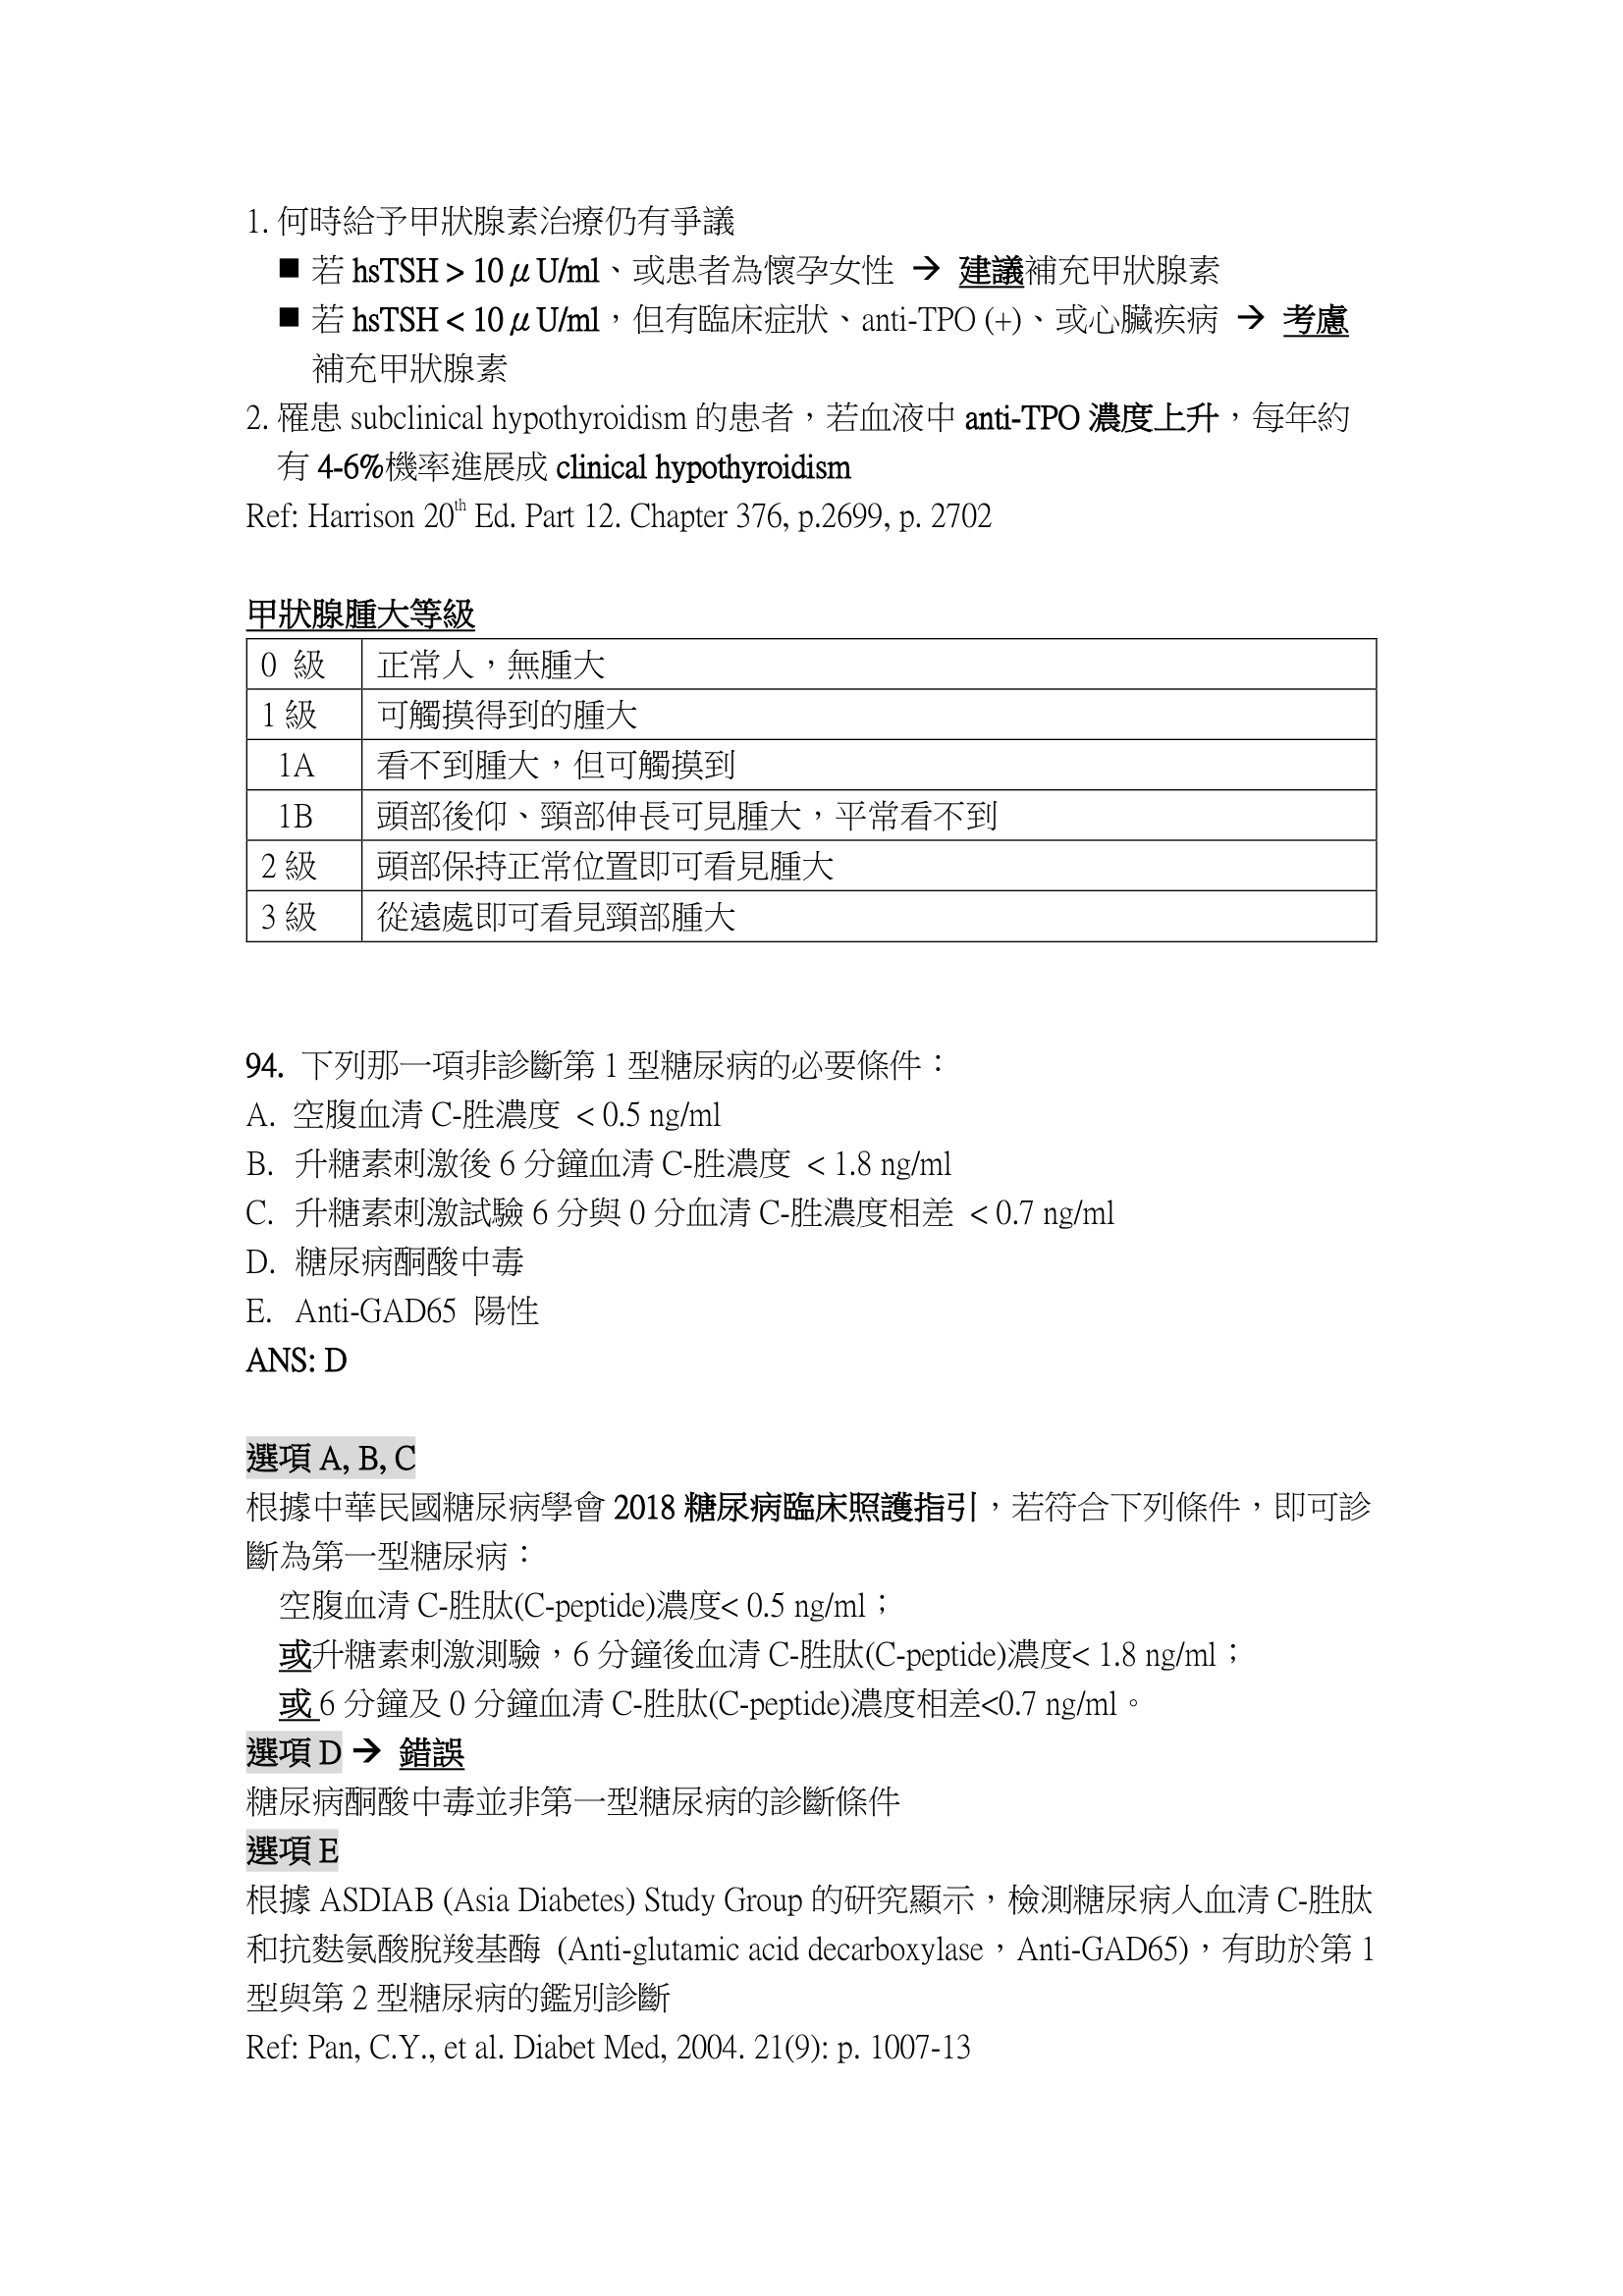 1. 何時給予甲狀腺素治療仍有爭議
■ 若 hsTSH > 10μU/ml、或患者為懷孕女性 → 建議補充甲狀腺素
■ 若 hsTSH < 10μU/ml，但有臨床症狀、anti-TPO (+)、或心臟疾病 → 考慮
補充甲狀腺素
2. 罹患 subclinical hypothyroidism 的患者，若血液中 anti-TPO 濃度上升，每年約
有 4-6%機率進展成 clinical hypothyroidism
Ref: Harrison 20th Ed. Part 12. Chapter 376, p.2699, p. 2702
甲狀腺腫大等級
0 級 正常人，無腫大
1 級 可觸摸得到的腫大
1A 看不到腫大，但可觸摸到
1B 頭部後仰、頸部伸長可見腫大，平常看不到
2 級 頭部保持正常位置即可看見腫大
3 級 從遠處即可看見頸部腫大
94. 下列那一項非診斷第 1 型糖尿病的必要條件：
A. 空腹血清 C-胜濃度 < 0.5 ng/ml
B. 升糖素刺激後 6 分鐘血清 C-胜濃度 < 1.8 ng/ml
C. 升糖素刺激試驗 6 分與 0 分血清 C-胜濃度相差 < 0.7 ng/ml
D. 糖尿病酮酸中毒
E. Anti-GAD65 陽性
ANS: D
選項 A, B, C
根據中華民國糖尿病學會 2018 糖尿病臨床照護指引，若符合下列條件，即可診
斷為第一型糖尿病：
空腹血清 C-胜肽(C-peptide)濃度< 0.5 ng/ml；
或升糖素刺激測驗，6 分鐘後血清 C-胜肽(C-peptide)濃度< 1.8 ng/ml；
或 6 分鐘及 0 分鐘血清 C-胜肽(C-peptide)濃度相差<0.7 ng/ml。
選項 D → 錯誤
糖尿病酮酸中毒並非第一型糖尿病的診斷條件
選項 E
根據 ASDIAB (Asia Diabetes) Study Group 的研究顯示，檢測糖尿病人血清 C-胜肽
和抗麩氨酸脫羧基酶 (Anti-glutamic acid decarboxylase，Anti-GAD65)，有助於第 1
型與第 2 型糖尿病的鑑別診斷
Ref: Pan, C.Y., et al. Diabet Med, 2004. 21(9): p. 1007-13